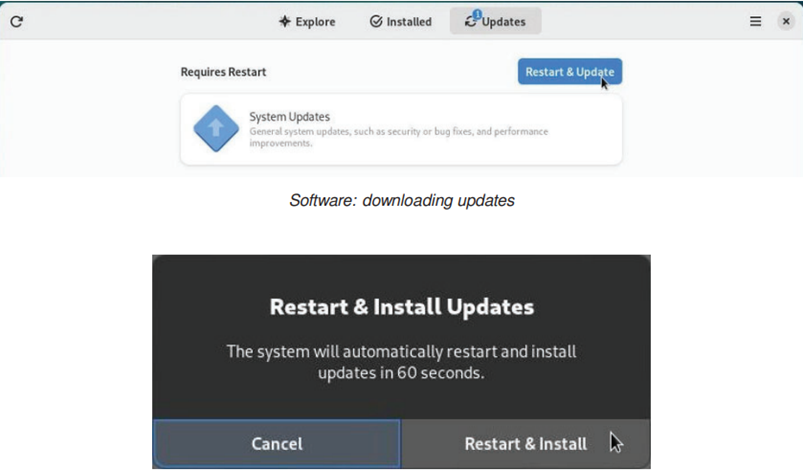 Explore
Installed
1
Updates
Requires Restart
Restart & Update
System Updates
General system updates, such as security or bug fixes, and performance
improvements.
Software: downloading updates
Restart & Install Updates
The system will automatically restart and install
updates in 60 seconds.
Cancel
Restart & Install